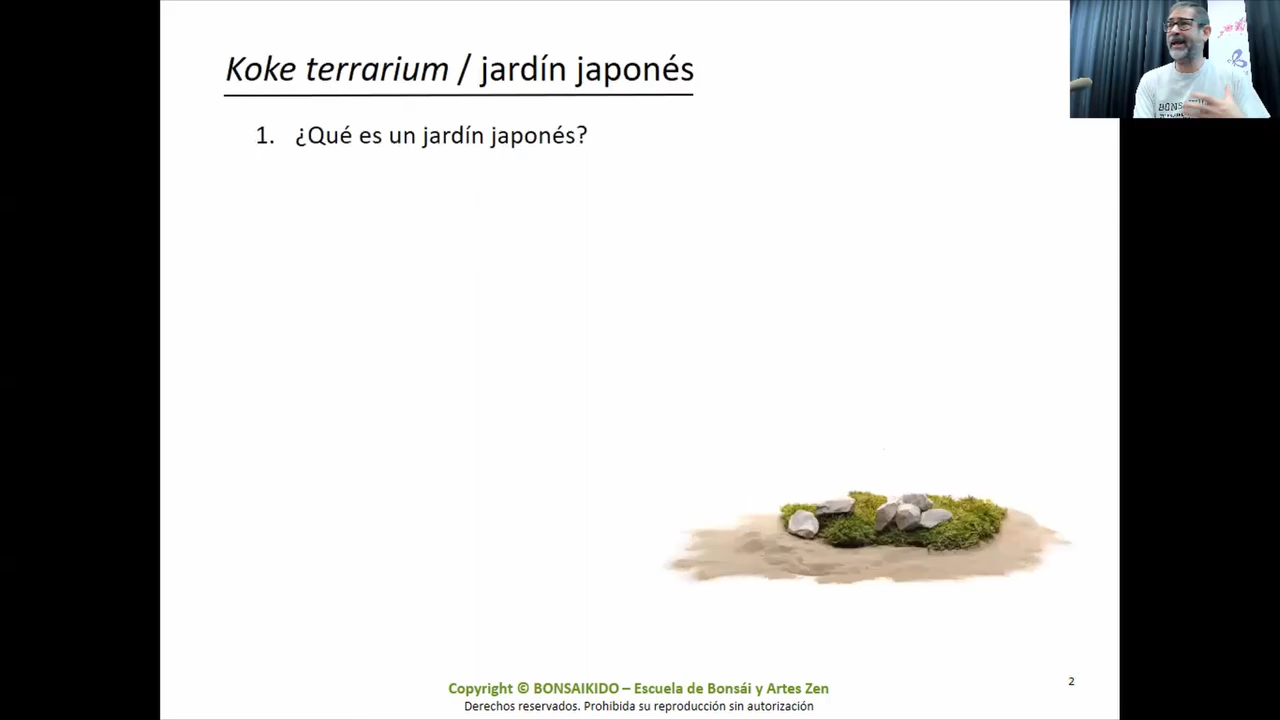 Koke terrarium / jardín japonés
1. ¿Qué es un jardín japonés?
Copyright © BONSAIKIDO – Escuela de Bonsái y Artes Zen
Derechos reservados. Prohibida su reproducción sin autorización
2